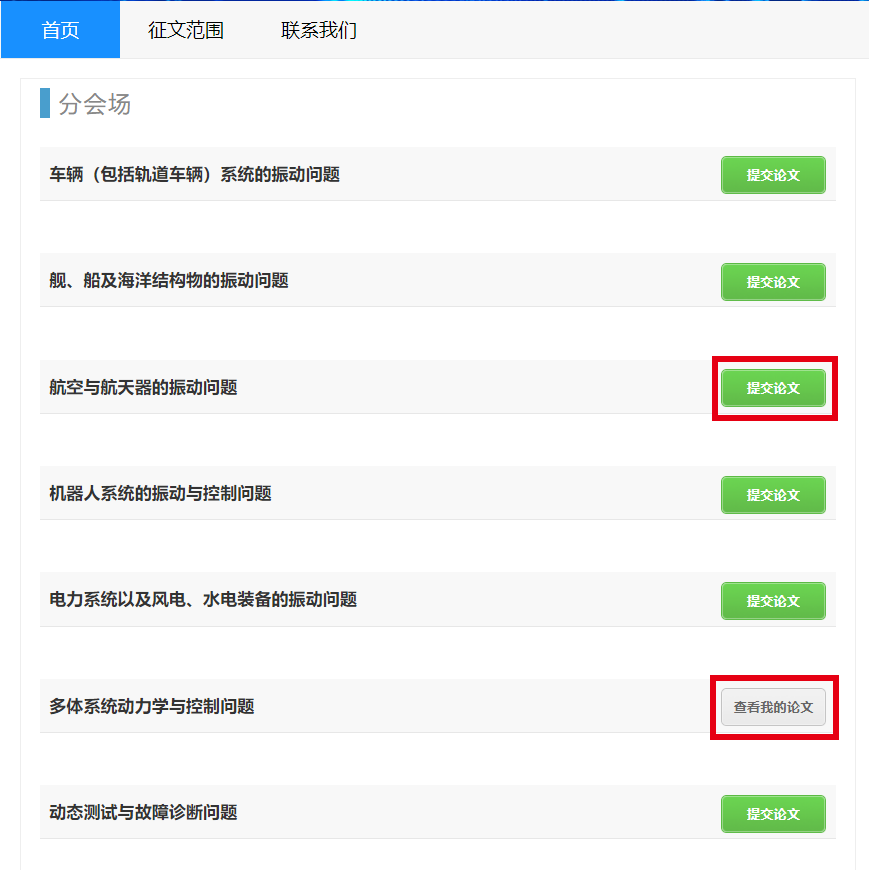 首页 征文范围 联系我们
分会场
车辆（包括轨道车辆）系统的振动问题 提交论文
舰、船及海洋结构物的振动问题 提交论文
航空与航天器的振动问题 提交论文
机器人系统的振动与控制问题 提交论文
电力系统以及风电、水电装备的振动问题 提交论文
多体系统动力学与控制问题 查看我的论文
动态测试与故障诊断问题 提交论文